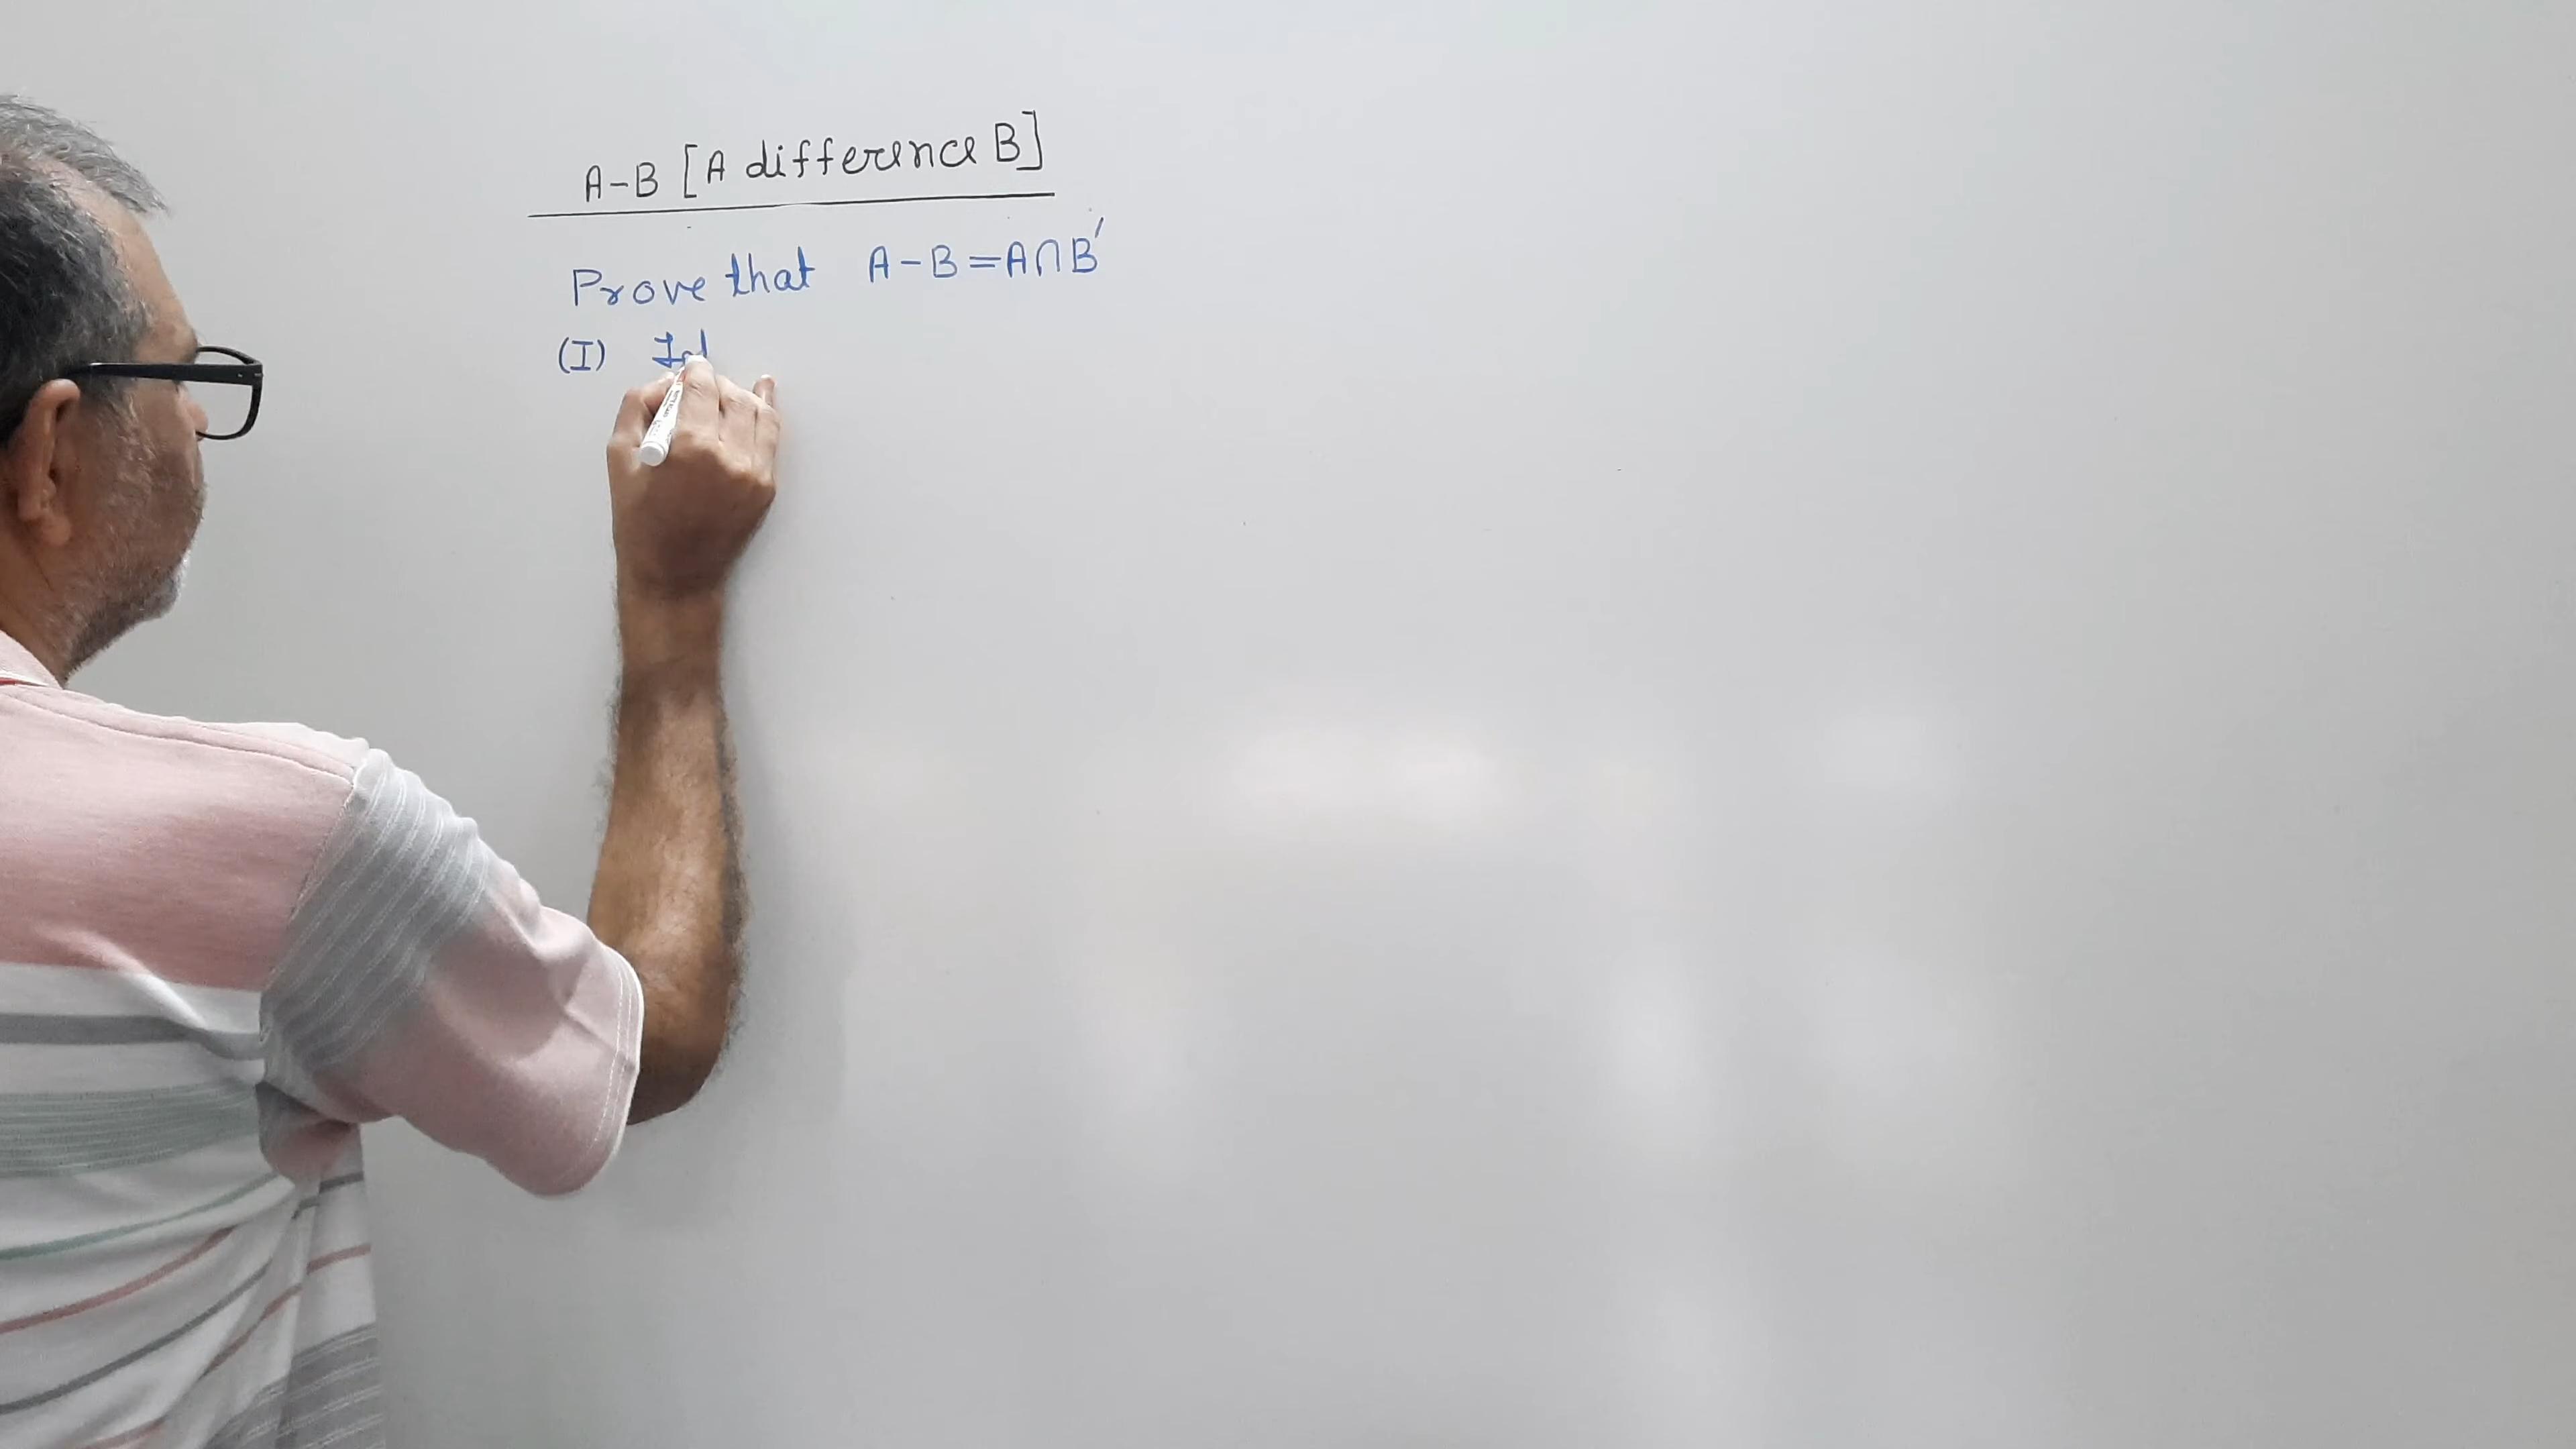 A-B [A difference B]
Prove that A-B=A∩B′
(I)